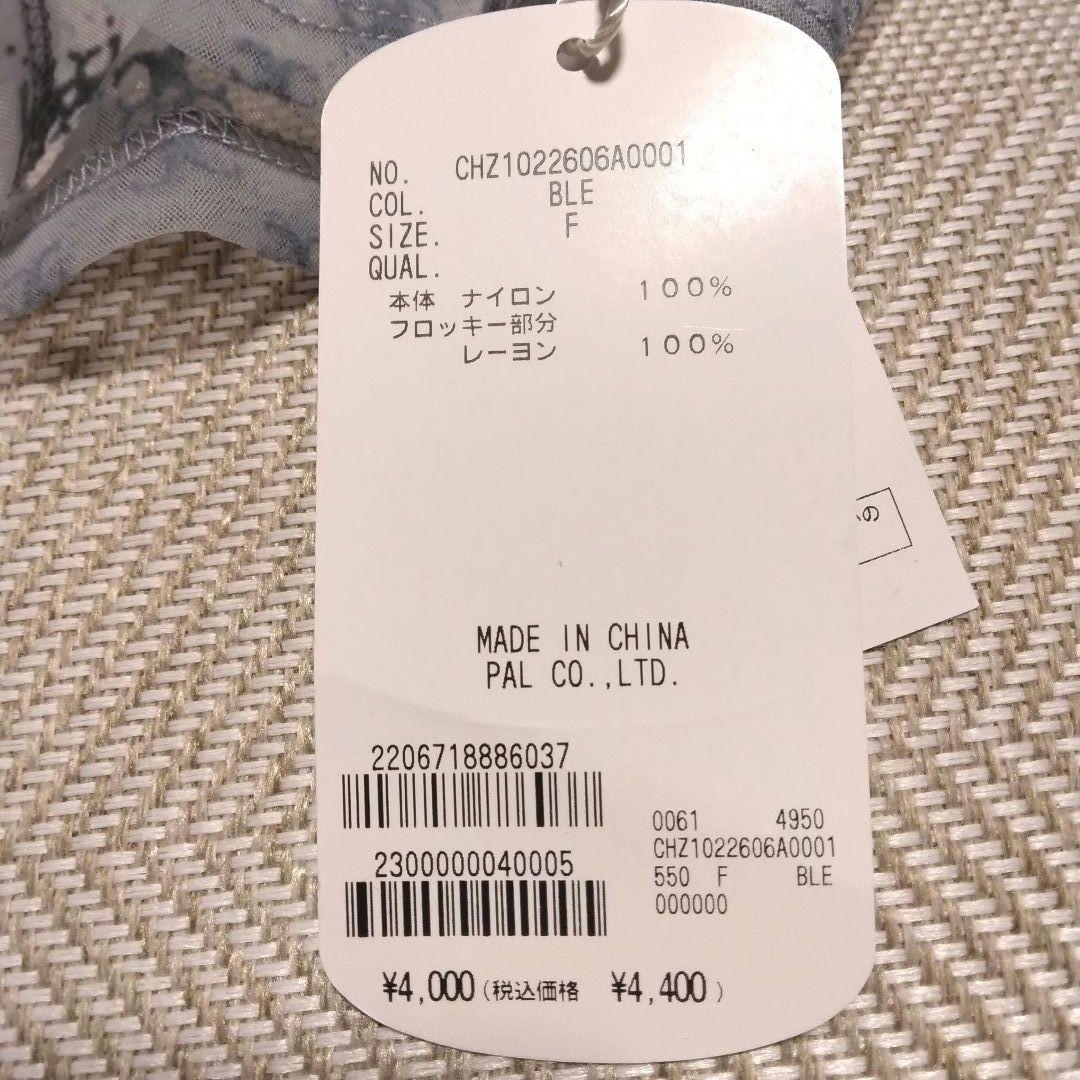 NO. CHZ1022606A0001
COL. BLE
SIZE. F
QUAL.
本体 ナイロン 100%
フロッキー部分
レーヨン 100%
の
MADE IN CHINA
PAL CO.,LTD.
2206718886037
2300000040005
0061 4950
CHZ1022606A0001
550 F BLE
000000
¥4,000(税込価格 ¥4,400)